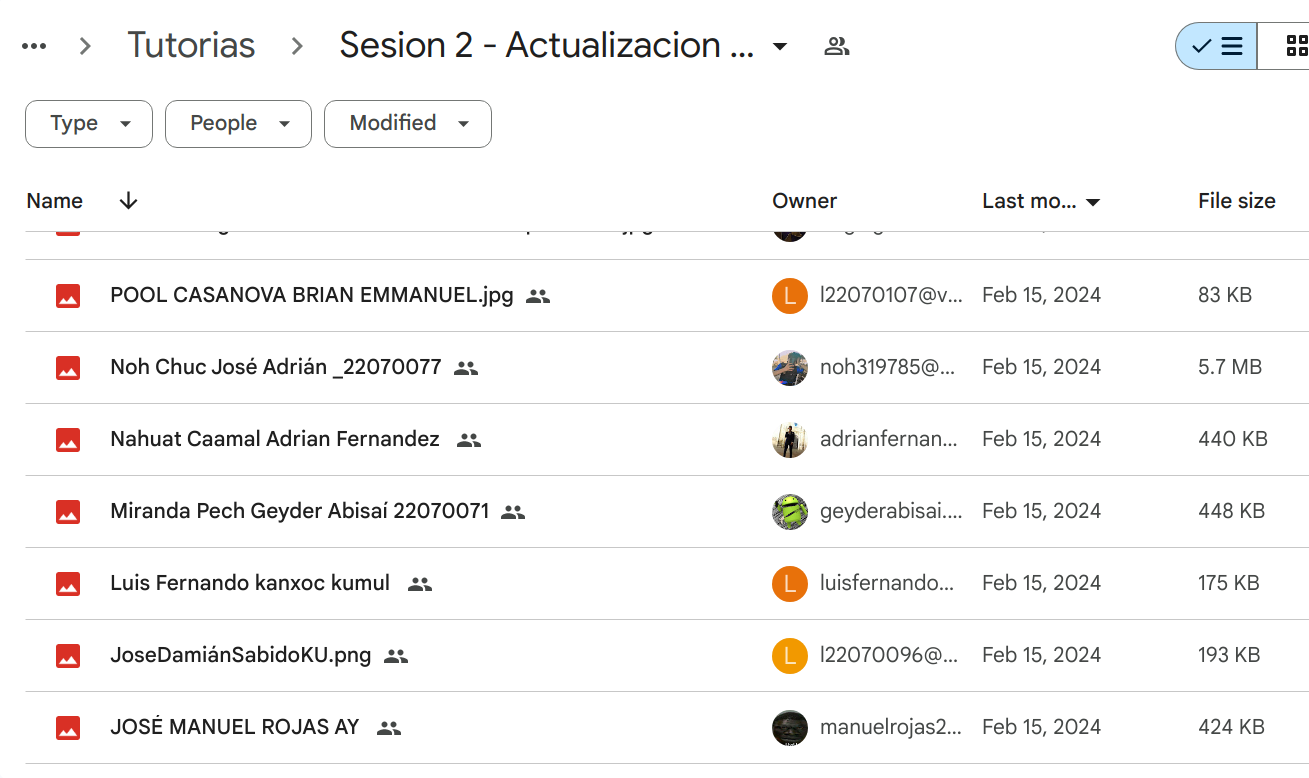 Tutorias Sesion 2 - Actualizacion ...
Type People Modified
Name Owner Last mo... File size
POOL CASANOVA BRIAN EMMANUEL.jpg L l22070107@v... Feb 15, 2024 83 KB
Noh Chuc José Adrián _22070077 noh319785@... Feb 15, 2024 5.7 MB
Nahuat Caamal Adrian Fernandez adrianfernan... Feb 15, 2024 440 KB
Miranda Pech Geyder Abisaí 22070071 geyderabisai.... Feb 15, 2024 448 KB
Luis Fernando kanxoc kumul L luisfernando... Feb 15, 2024 175 KB
JoseDamiánSabidoKU.png L l22070096@... Feb 15, 2024 193 KB
JOSÉ MANUEL ROJAS AY manuelrojas2... Feb 15, 2024 424 KB